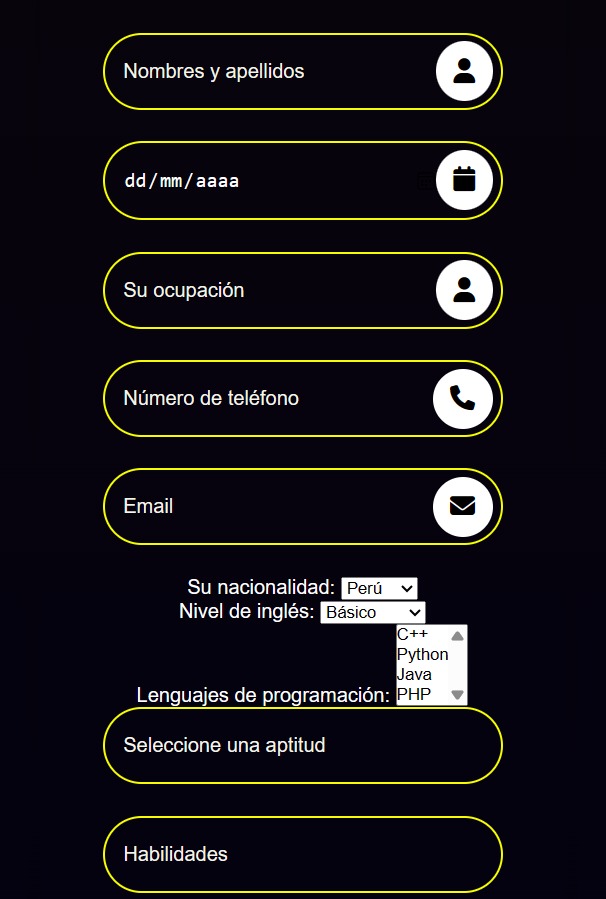 Nombres y apellidos
dd/mm/aaaa
Su ocupación
Número de teléfono
Email
Su nacionalidad: Perú
Nivel de inglés: Básico
C++
Python
Java
Lenguajes de programación: PHP
Seleccione una aptitud
Habilidades